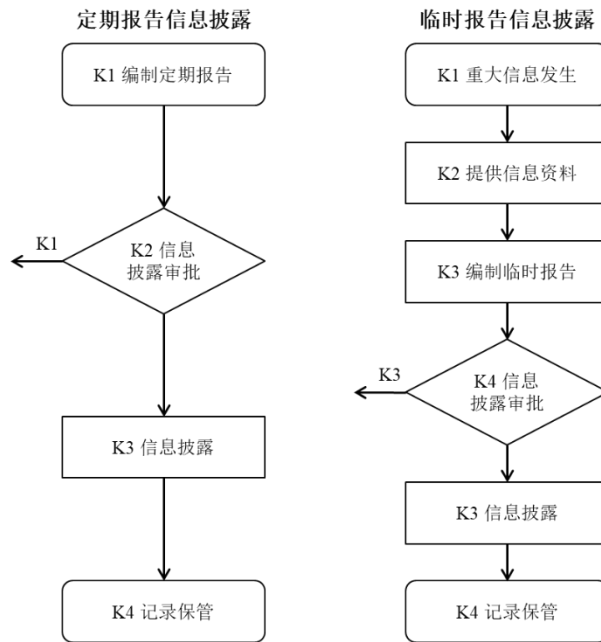 定期报告信息披露
K1 编制定期报告
K1
K2 信息
披露审批
K3 信息披露
K4 记录保管
临时报告信息披露
K1 重大信息发生
K2 提供信息资料
K3 编制临时报告
K3
K4 信息
披露审批
K3 信息披露
K4 记录保管